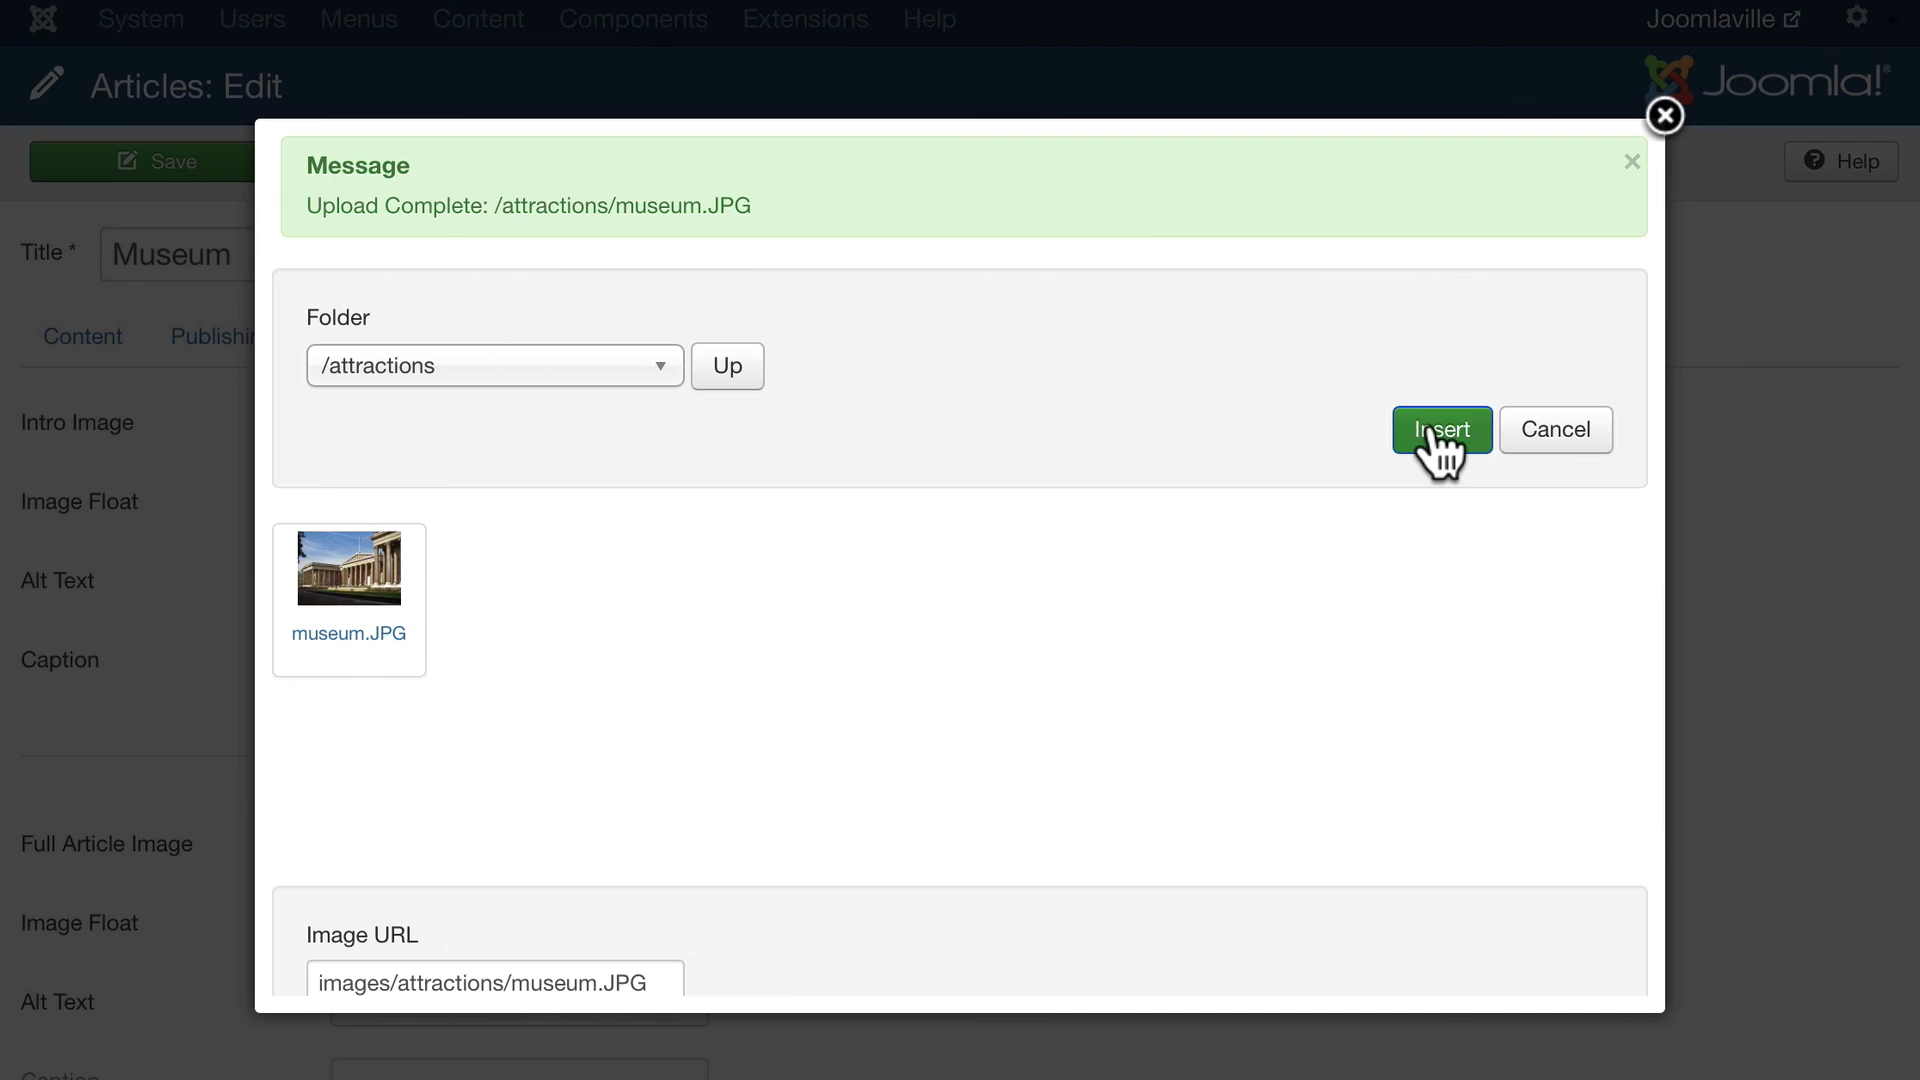 System Users Menus Content Components Extensions Help Joomlaville
Articles: Edit Joomla!®
Save Help
Message
Upload Complete: /attractions/museum.JPG
Title * Museum
Folder
Content
/attractions Up
Intro Image
Insert Cancel
Image Float
Alt Text
museum.JPG
Caption
Full Article Image
Image Float
Image URL
images/attractions/museum.JPG
Alt Text
Caption